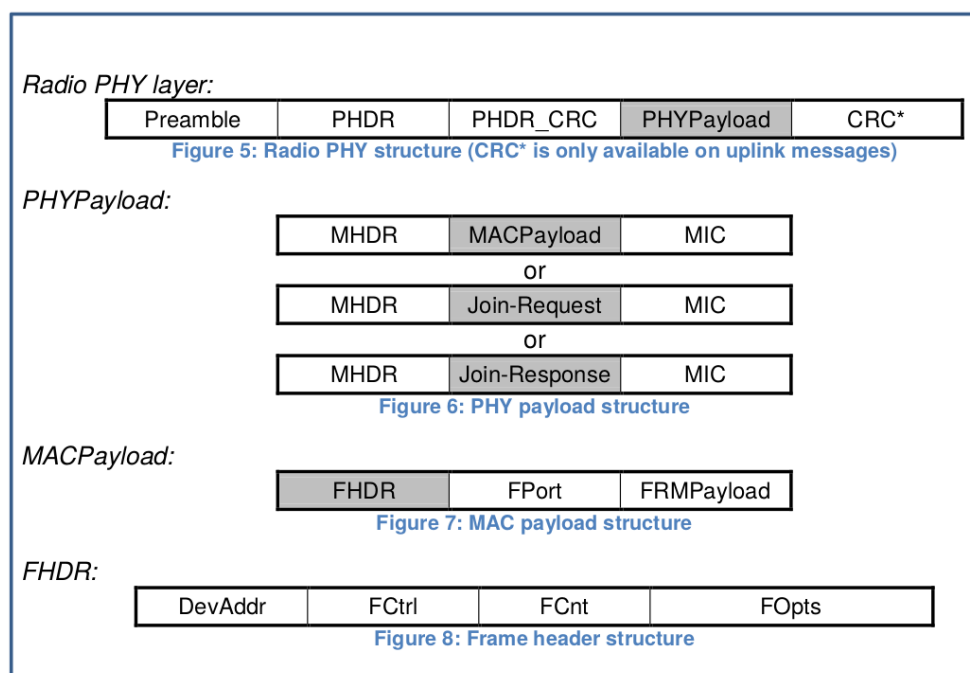 Radio PHY layer:
Preamble PHDR PHDR_CRC PHYPayload CRC*
Figure 5: Radio PHY structure (CRC* is only available on uplink messages)
PHYPayload:
MHDR MACPayload MIC
or
MHDR Join-Request MIC
or
MHDR Join-Response MIC
Figure 6: PHY payload structure
MACPayload:
FHDR FPort FRMPayload
Figure 7: MAC payload structure
FHDR:
DevAddr FCtrl FCnt FOpts
Figure 8: Frame header structure